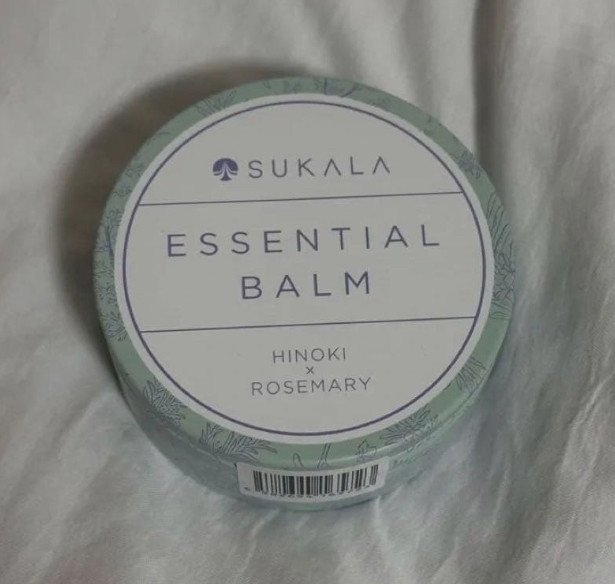 SUKALA
ESSENTIAL
BALM
HINOKI
x
ROSEMARY